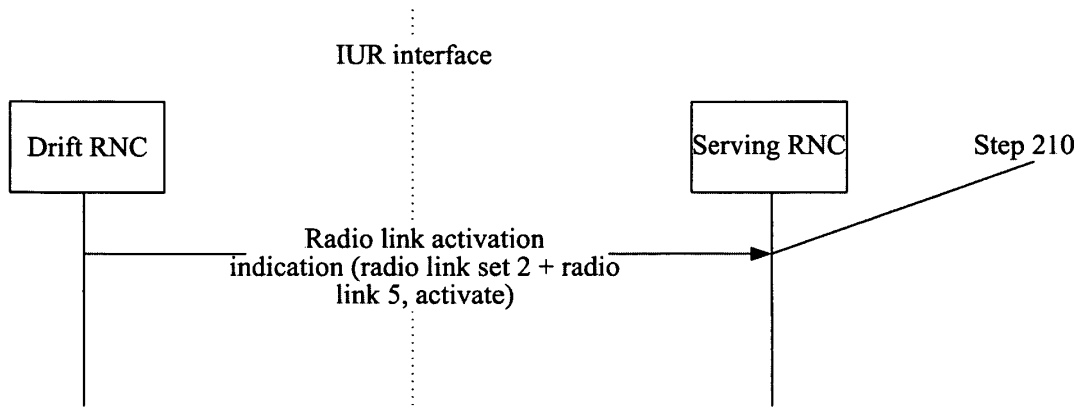 IUR interface
Drift RNC
Serving RNC
Step 210
Radio link activation
indication (radio link set 2 + radio
link 5, activate)